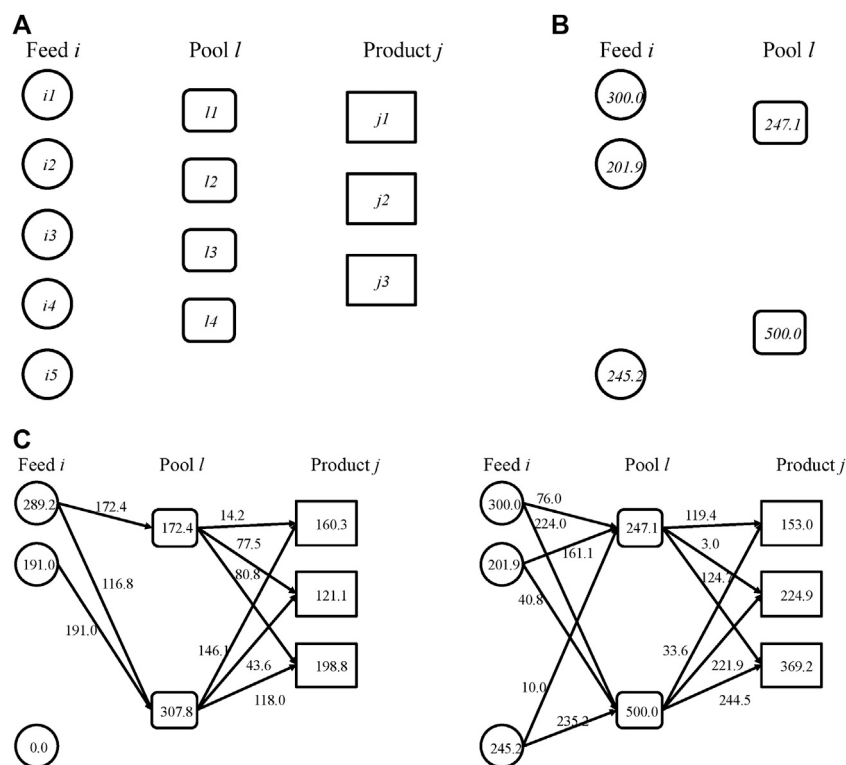 A
B
Feed i
Pool l
Product j
Feed i
Pool l
i1
l1
j1
300.0
247.1
i2
l2
j2
201.9
i3
l3
j3
i4
l4
500.0
i5
245.2
C
Feed i
Pool l
Product j
Feed i
Pool l
Product j
289.2
172.4
172.4
14.2
160.3
77.5
191.0
80.8
121.1
116.8
191.0
146.1
43.6
198.8
118.0
307.8
0.0
300.0
76.0
224.0
247.1
119.4
153.0
3.0
201.9
161.1
124.7
40.8
224.9
33.6
369.2
10.0
221.9
235.2
500.0
244.5
245.2